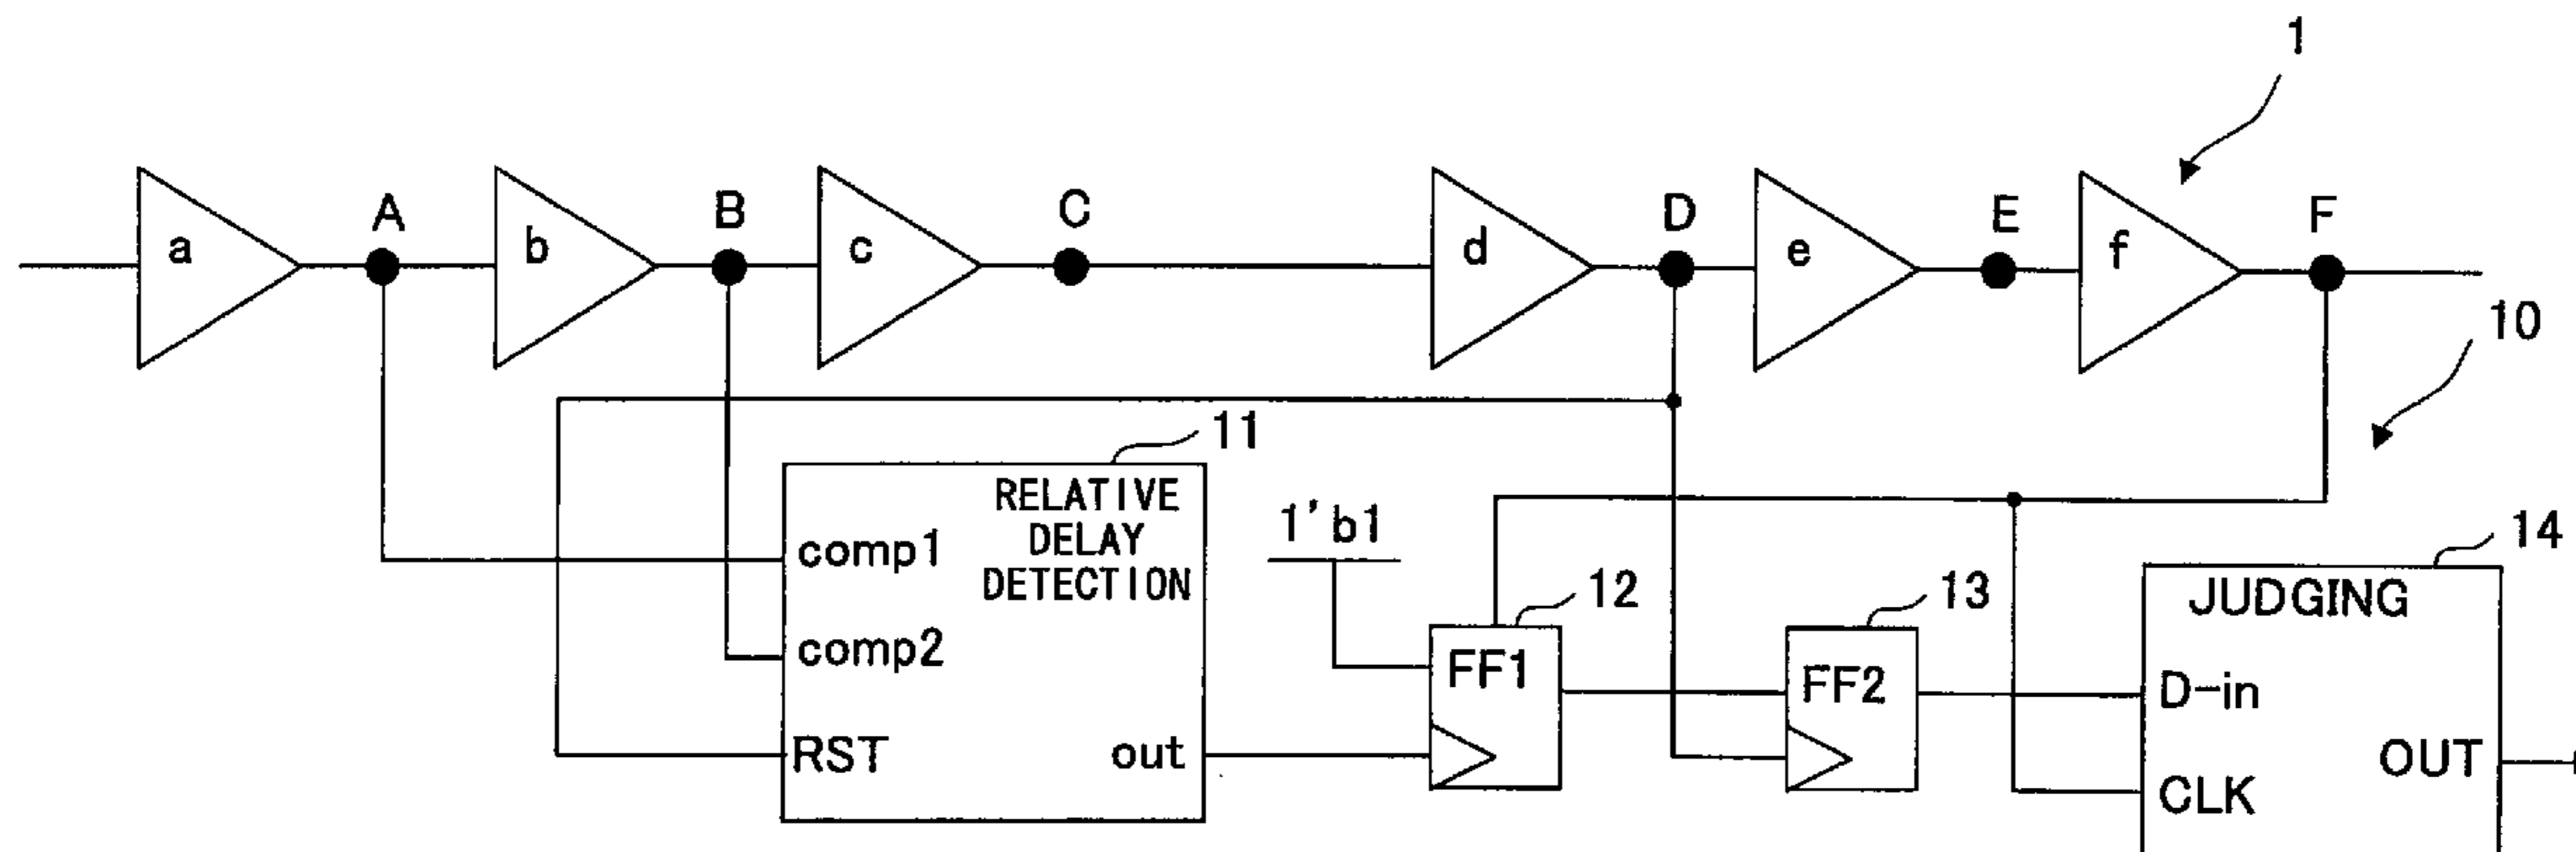 1
A B C D E F
a b c d e f
10
11
RELATIVE
DELAY
DETECTION
comp1
comp2
RST
out
1'b1
12
FF1
13
FF2
14
JUDGING
D-in
CLK
OUT